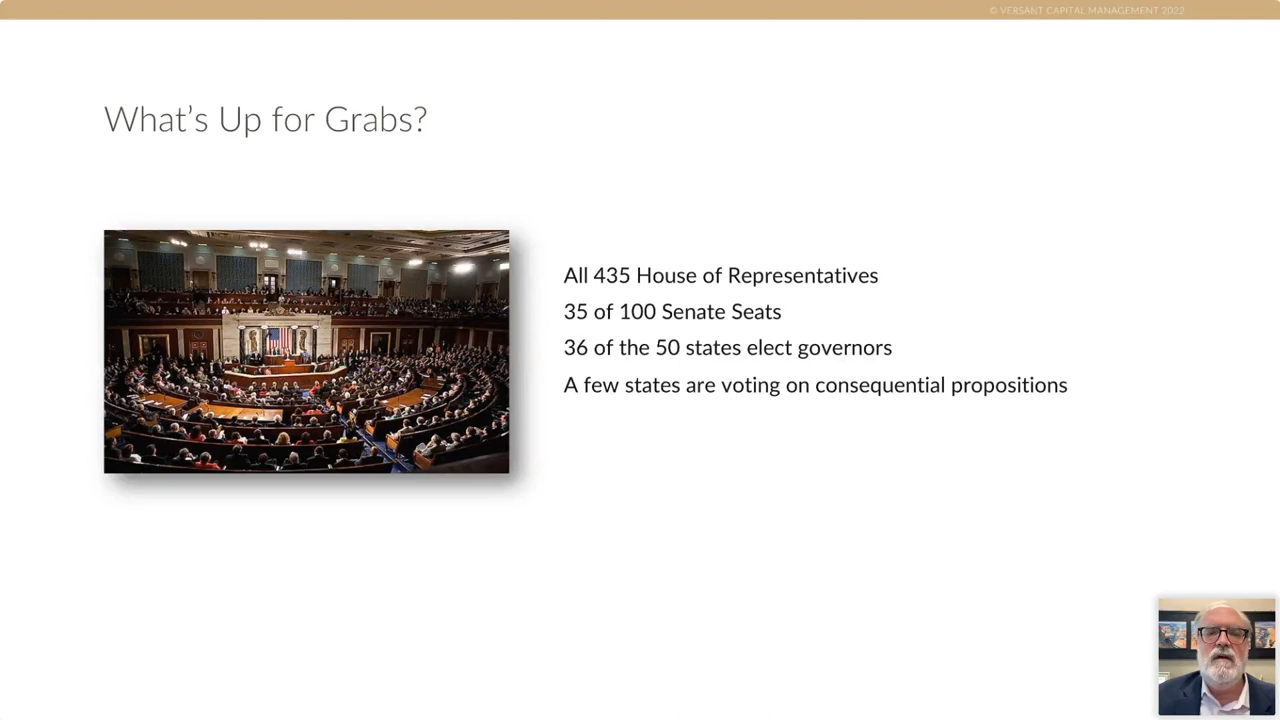 © VERSANT CAPITAL MANAGEMENT 2022
What’s Up for Grabs?
All 435 House of Representatives
35 of 100 Senate Seats
36 of the 50 states elect governors
A few states are voting on consequential propositions